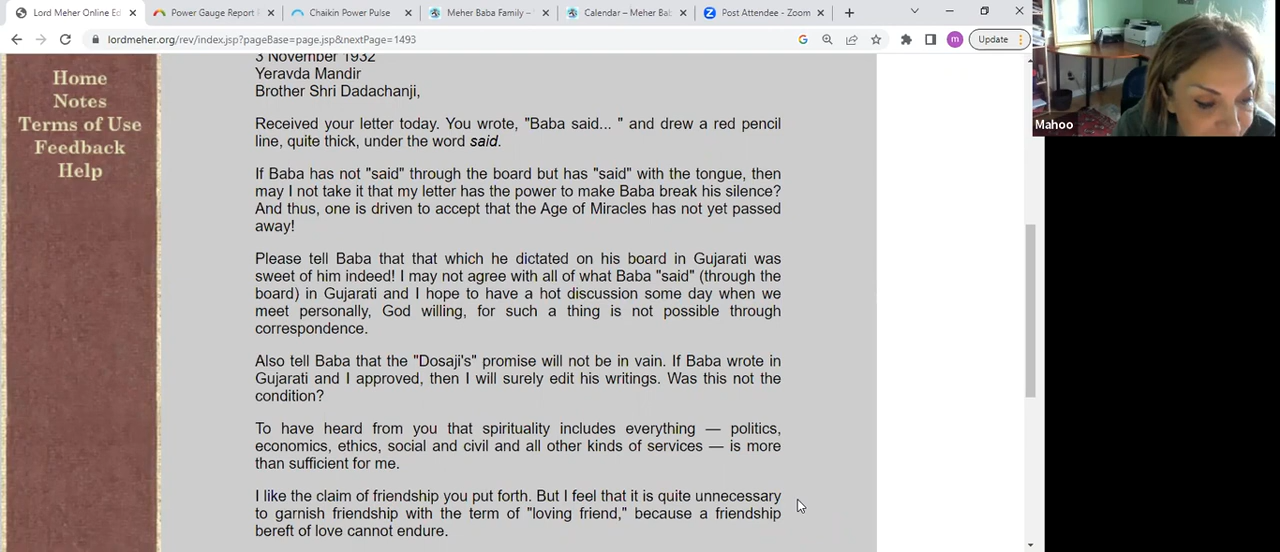 Lord Meher Online Ed
Power Gauge Report
Chaikin Power Pulse
Meher Baba Family –
Calendar – Meher Bab
Post Attendee - Zoom
lordmeher.org/rev/index.jsp?pageBase=page.jsp&nextPage=1493
m
Update
Home
Notes
Terms of Use
Feedback
Help
3 November 1932
Yeravda Mandir
Brother Shri Dadachanji,
Received your letter today. You wrote, "Baba said... " and drew a red pencil
line, quite thick, under the word said.
If Baba has not "said" through the board but has "said" with the tongue, then
may I not take it that my letter has the power to make Baba break his silence?
And thus, one is driven to accept that the Age of Miracles has not yet passed
away!
Please tell Baba that that which he dictated on his board in Gujarati was
sweet of him indeed! I may not agree with all of what Baba "said" (through the
board) in Gujarati and I hope to have a hot discussion some day when we
meet personally, God willing, for such a thing is not possible through
correspondence.
Also tell Baba that the "Dosaji's" promise will not be in vain. If Baba wrote in
Gujarati and I approved, then I will surely edit his writings. Was this not the
condition?
To have heard from you that spirituality includes everything — politics,
economics, ethics, social and civil and all other kinds of services — is more
than sufficient for me.
I like the claim of friendship you put forth. But I feel that it is quite unnecessary
to garnish friendship with the term of "loving friend," because a friendship
bereft of love cannot endure.
Mahoo